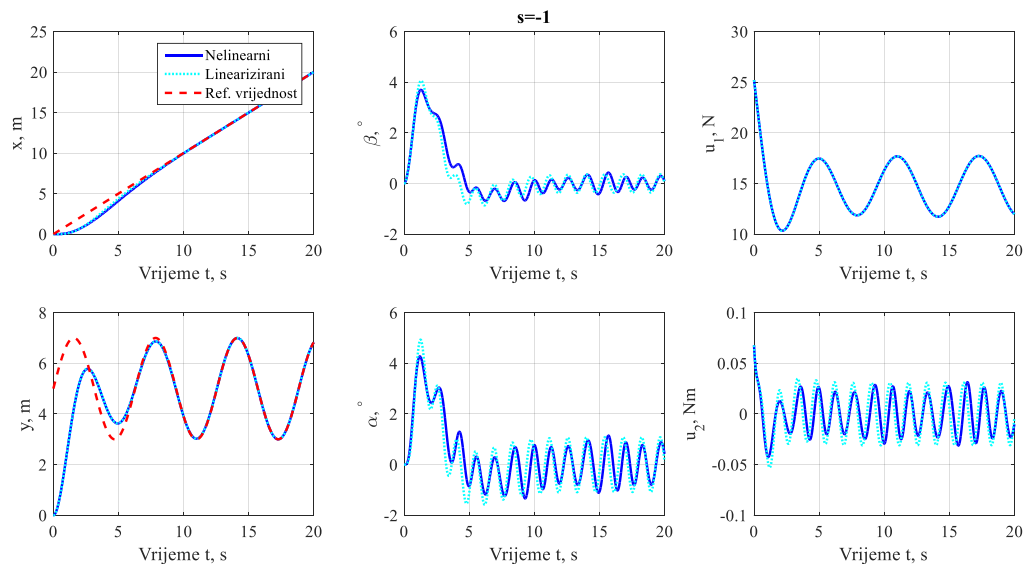 s=-1
25
20
15
10
5
0
x, m
Nelinearni
Linearizirani
Ref. vrijednost
0 5 10 15 20
Vrijeme t, s
6
4
2
0
-2
β, °
0 5 10 15 20
Vrijeme t, s
30
25
20
15
10
u1, N
0 5 10 15 20
Vrijeme t, s
8
6
4
2
0
y, m
0 5 10 15 20
Vrijeme t, s
6
4
2
0
-2
α, °
0 5 10 15 20
Vrijeme t, s
0.1
0.05
0
-0.05
-0.1
u2, Nm
0 5 10 15 20
Vrijeme t, s